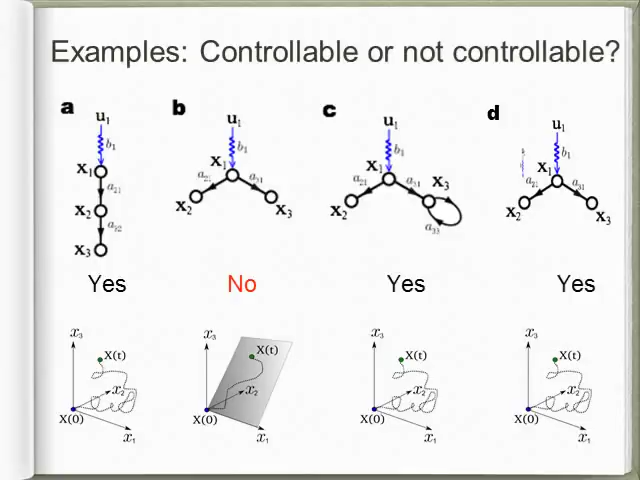 Examples: Controllable or not controllable?
a b c d
u1 u1 u1 u1
b1 b1 b1 b1
x1 x1 x1 x1
a21 a21 a31 a21 a31 a31
x2 x2 x3 x2 x3 x2 x3
a32 a33
x3
Yes No Yes Yes
x3 x3 x3 x3
X(t) X(t) X(t) X(t)
x2 x2 x2 x2
X(0) X(0) X(0) X(0)
x1 x1 x1 x1